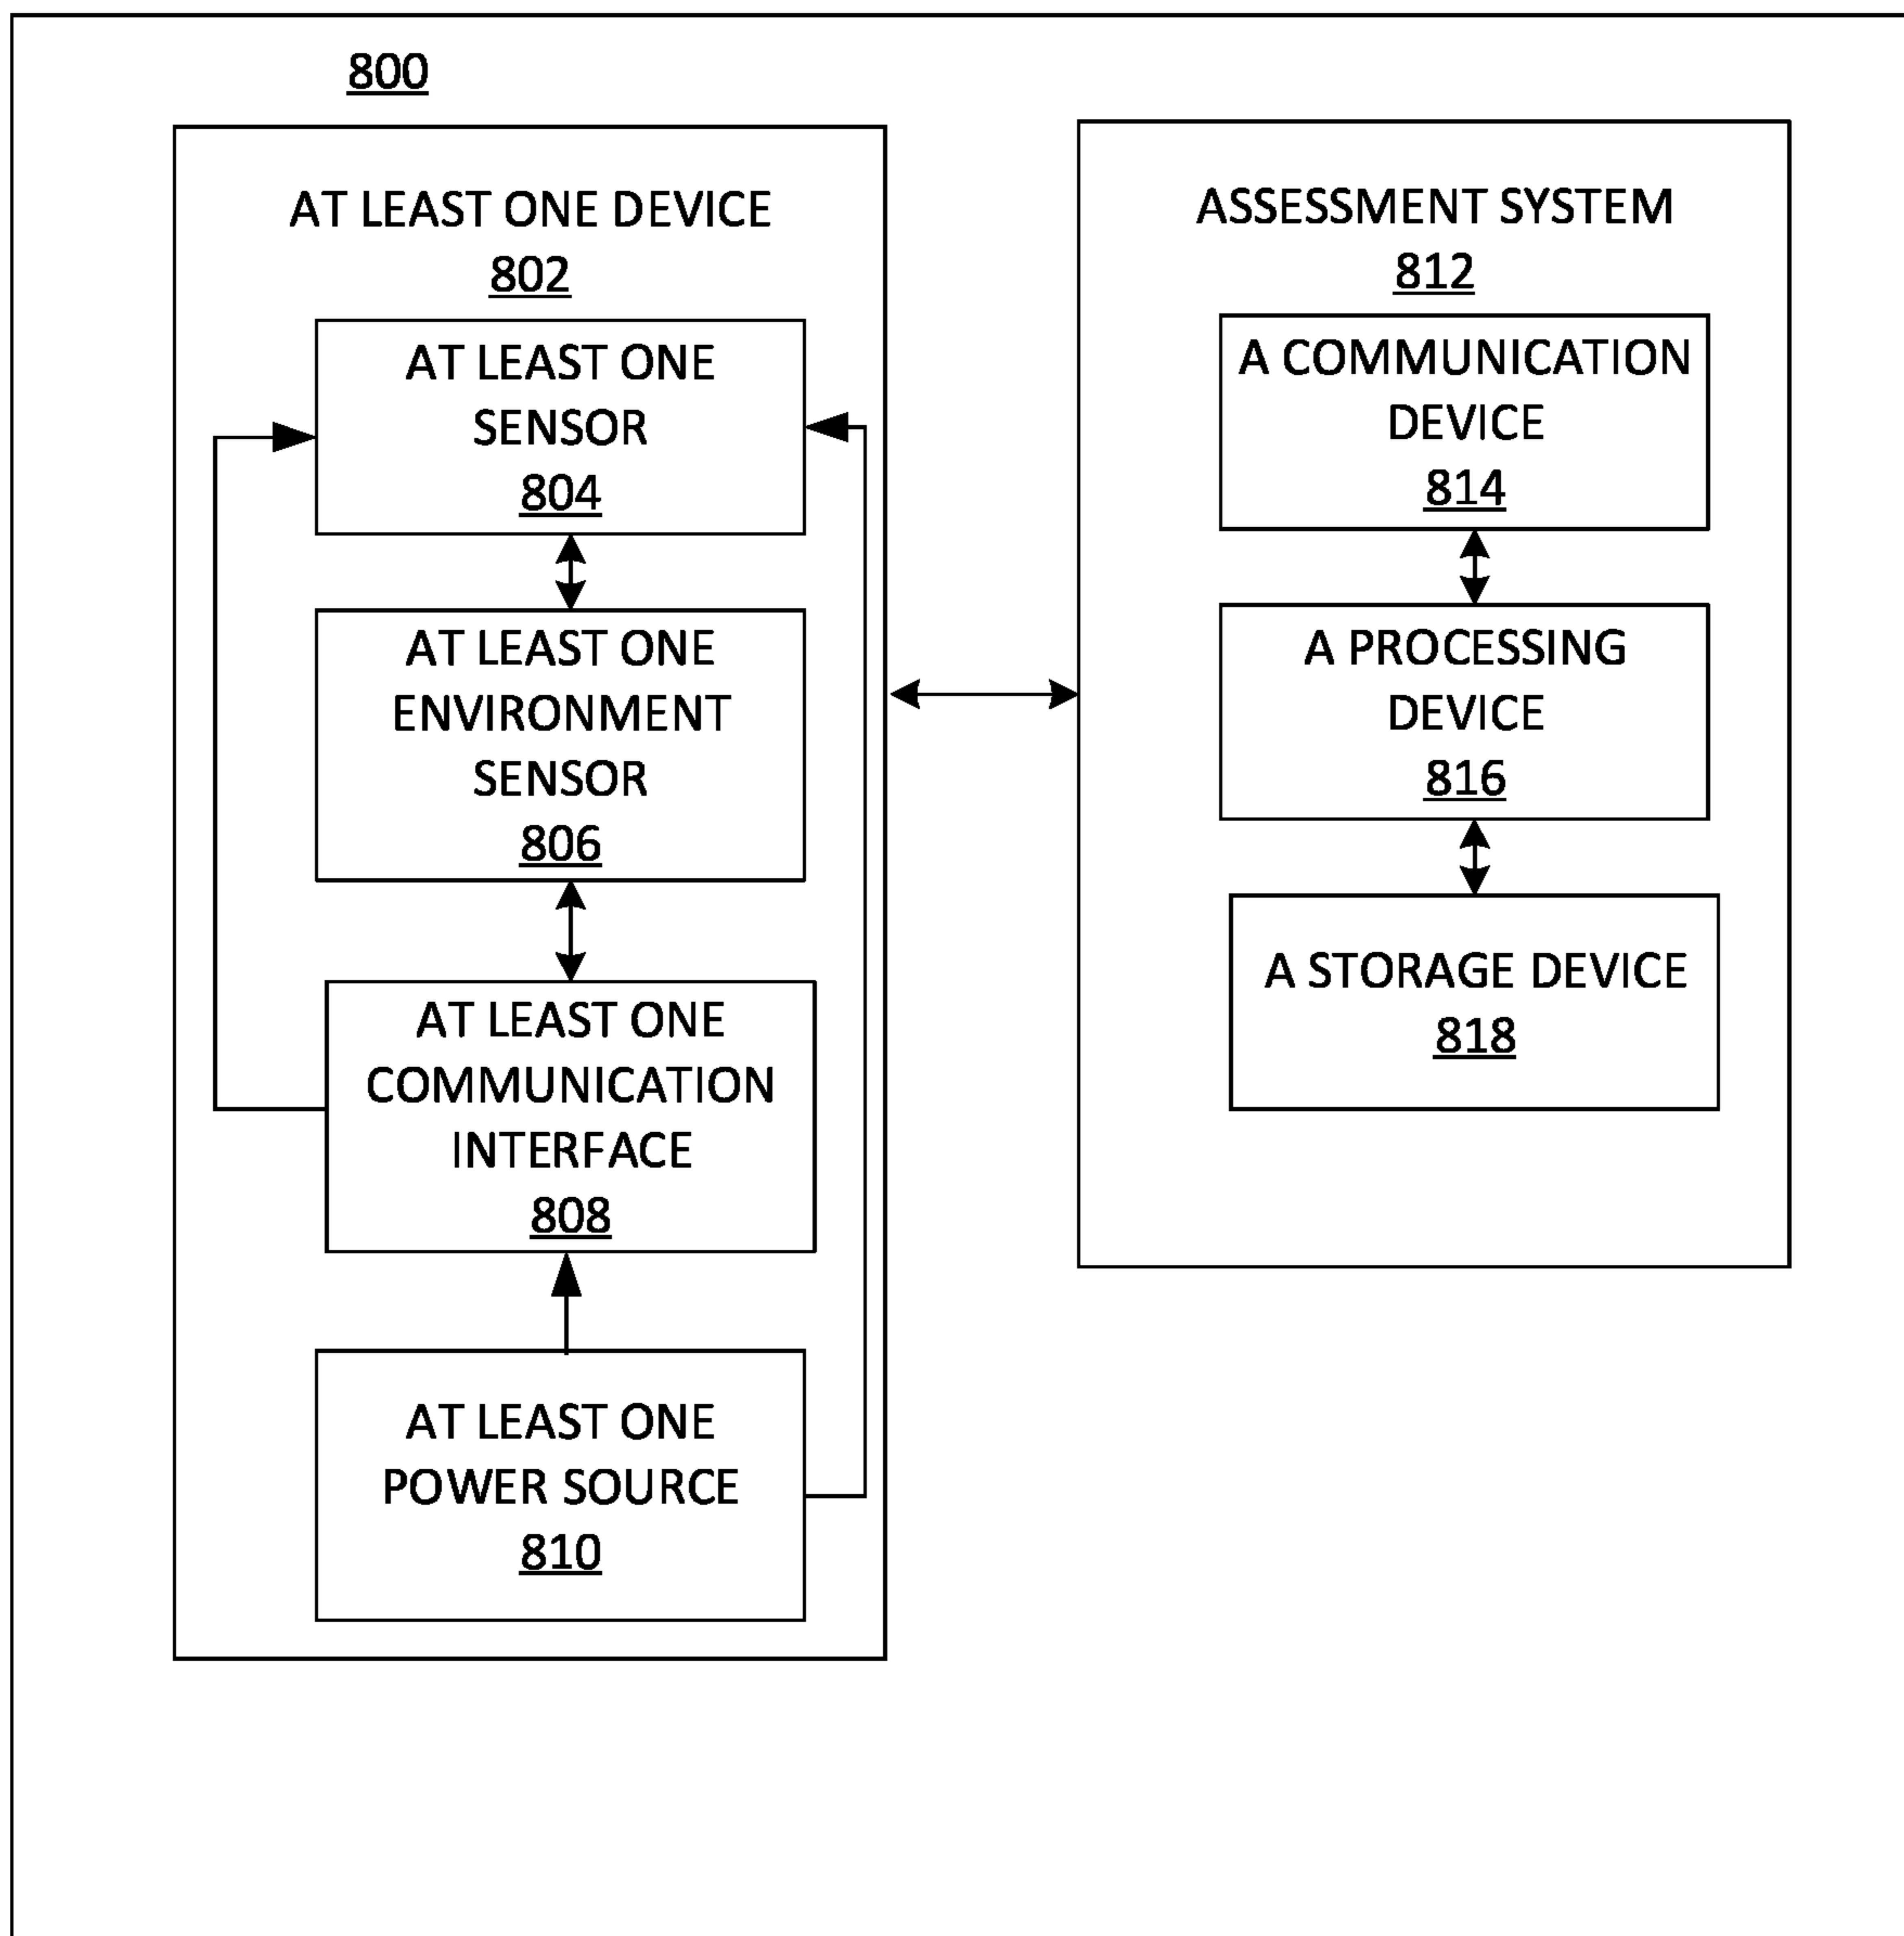 800
AT LEAST ONE DEVICE
802
AT LEAST ONE
SENSOR
804
AT LEAST ONE
ENVIRONMENT
SENSOR
806
AT LEAST ONE
COMMUNICATION
INTERFACE
808
AT LEAST ONE
POWER SOURCE
810
ASSESSMENT SYSTEM
812
A COMMUNICATION
DEVICE
814
A PROCESSING
DEVICE
816
A STORAGE DEVICE
818